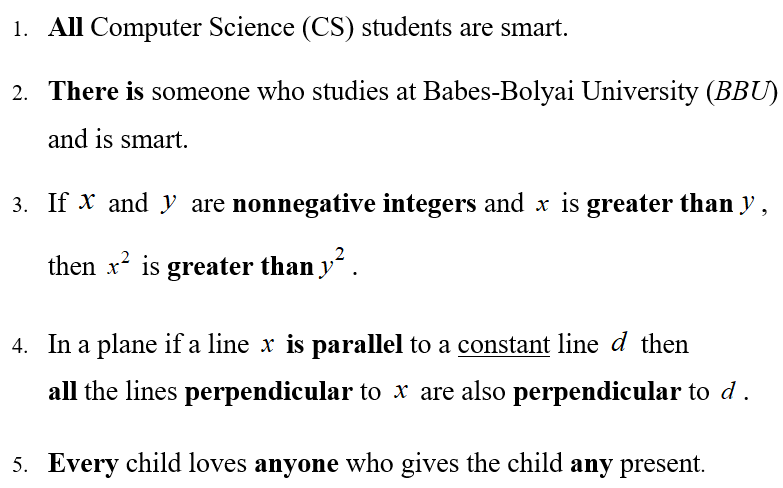 1. All Computer Science (CS) students are smart.
2. There is someone who studies at Babes-Bolyai University (BBU)
and is smart.
3. If x and y are nonnegative integers and x is greater than y ,
then x² is greater than y² .
4. In a plane if a line x is parallel to a constant line d then
all the lines perpendicular to x are also perpendicular to d .
5. Every child loves anyone who gives the child any present.